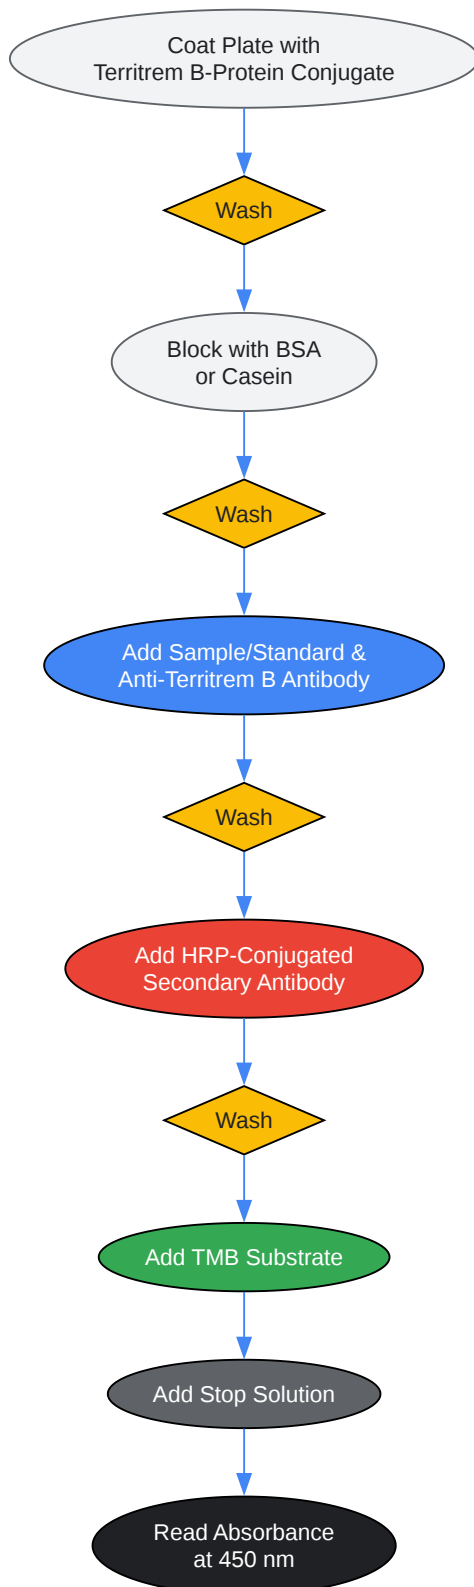 Coat Plate with
Territrem B-Protein Conjugate
Wash
Block with BSA
or Casein
Wash
Add Sample/Standard &
Anti-Territrem B Antibody
Wash
Add HRP-Conjugated
Secondary Antibody
Wash
Add TMB Substrate
Add Stop Solution
Read Absorbance
at 450 nm